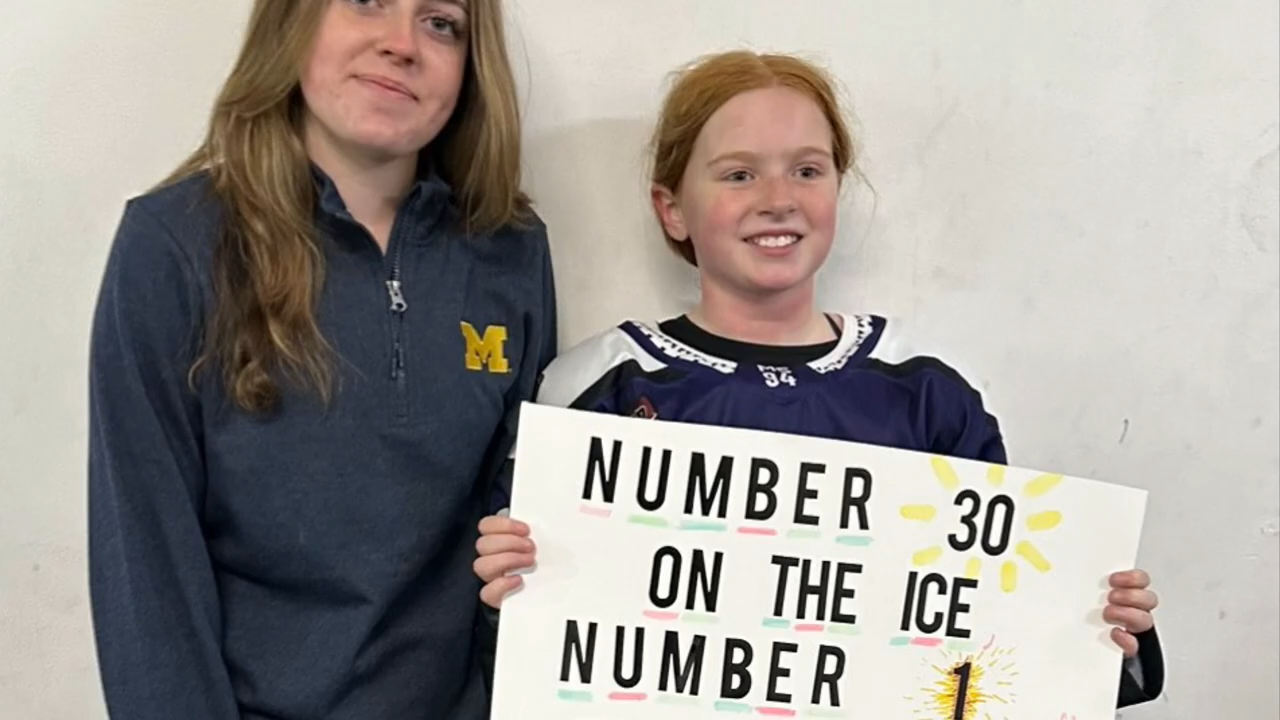 M
94
NUMBER 30
ON THE ICE
NUMBER 1